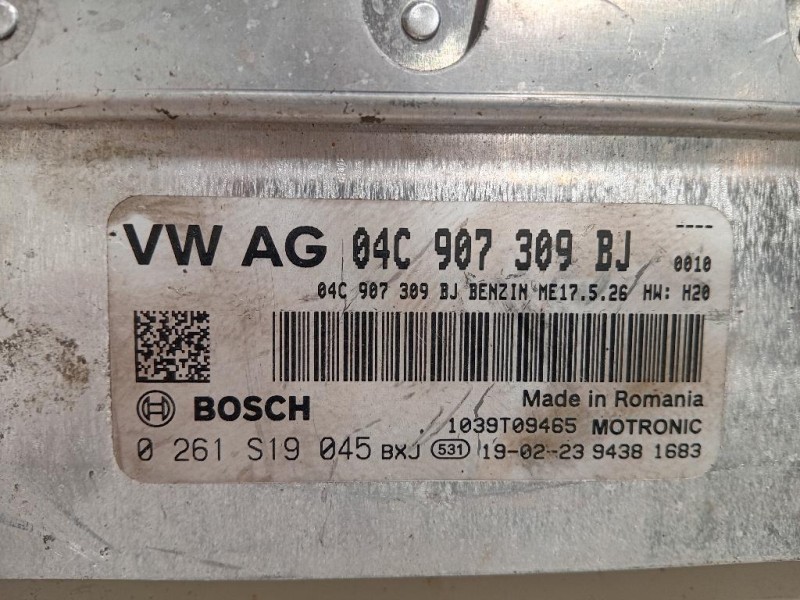 ----
VW AG 04C 907 309 BJ 0010
04C 907 309 BJ BENZIN ME17.5.26 HW: H20
BOSCH Made in Romania
1039T09465 MOTRONIC
0 261 S19 045 BXJ 531 19-02-23 9438 1683